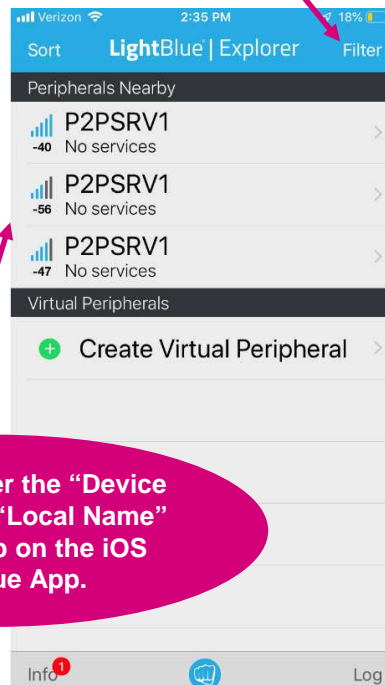 Verizon 2:35 PM 18%
Sort LightBlue | Explorer Filter
Peripherals Nearby
P2PSRV1
-40 No services
P2PSRV1
-56 No services
P2PSRV1
-47 No services
Virtual Peripherals
Create Virtual Peripheral
the “Device
“Local Name”
on the iOS
App.
Info 1 Log